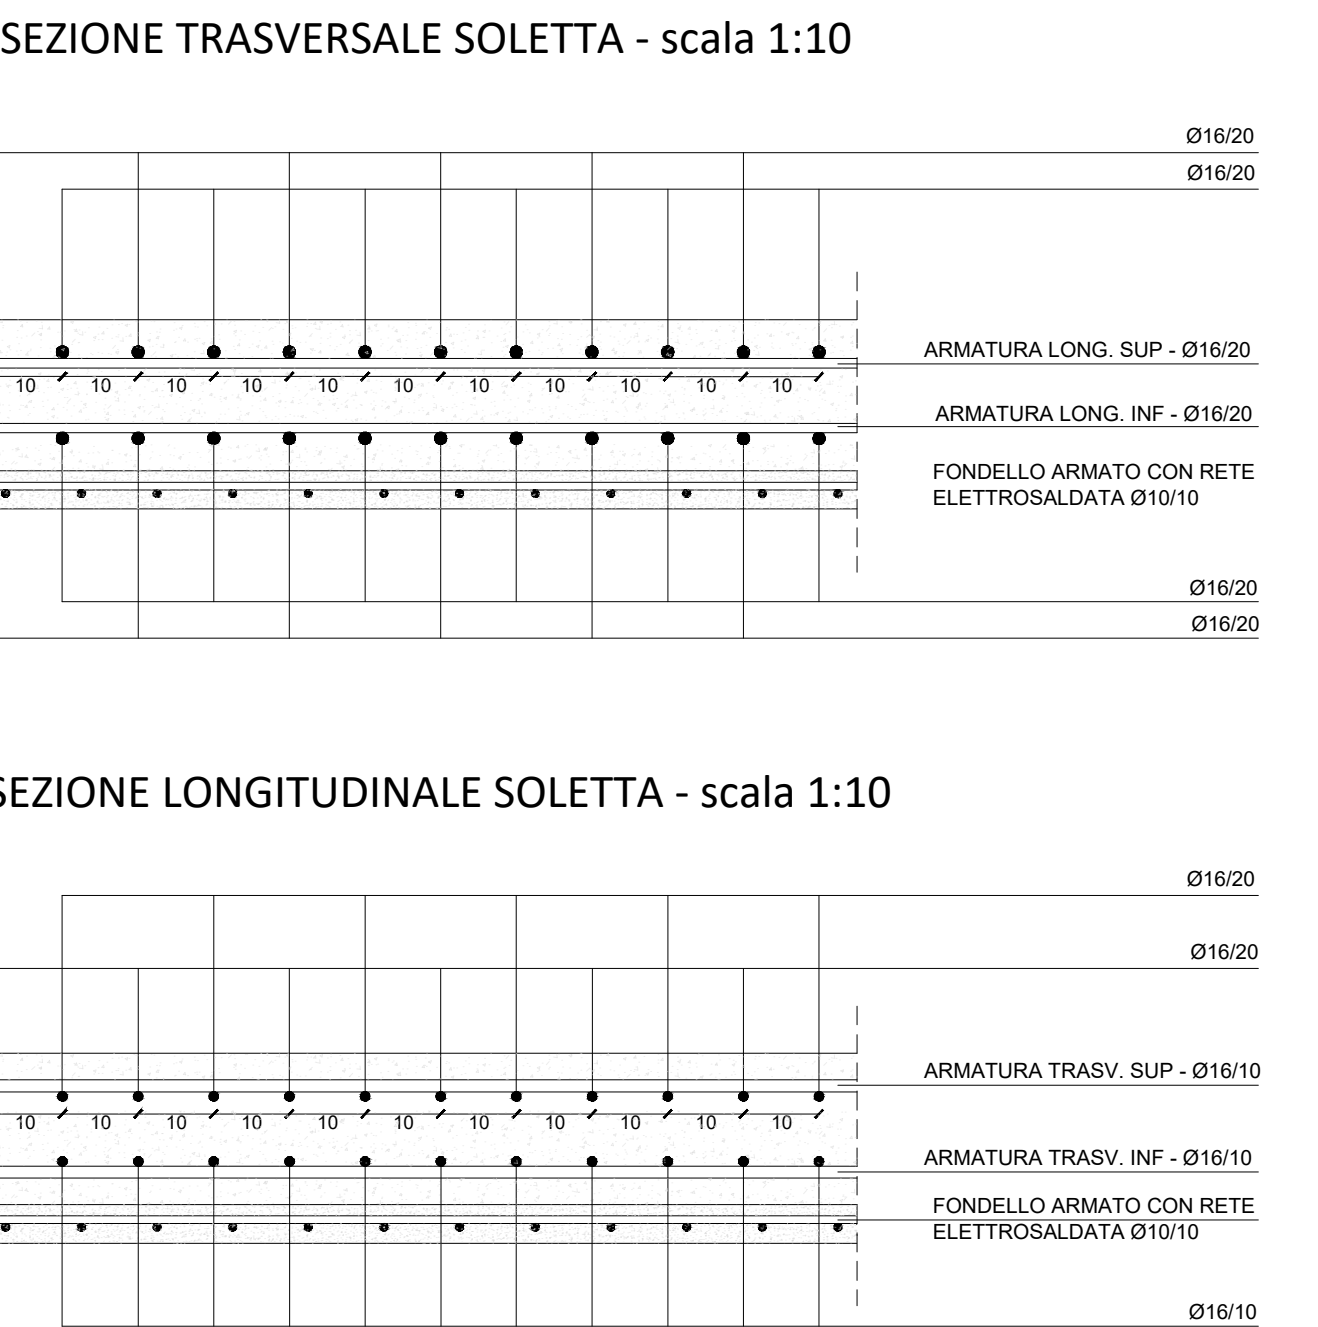 SEZIONE TRASVERSALE SOLETTA - scala 1:10
Ø16/20
Ø16/20
ARMATURA LONG. SUP - Ø16/20
10 10 10 10 10 10 10 10 10 10 10
ARMATURA LONG. INF - Ø16/20
FONDELLO ARMATO CON RETE
ELETTROSALDATA Ø10/10
Ø16/20
Ø16/20
SEZIONE LONGITUDINALE SOLETTA - scala 1:10
Ø16/20
Ø16/20
ARMATURA TRASV. SUP - Ø16/10
10 10 10 10 10 10 10 10 10 10 10
ARMATURA TRASV. INF - Ø16/10
FONDELLO ARMATO CON RETE
ELETTROSALDATA Ø10/10
Ø16/10